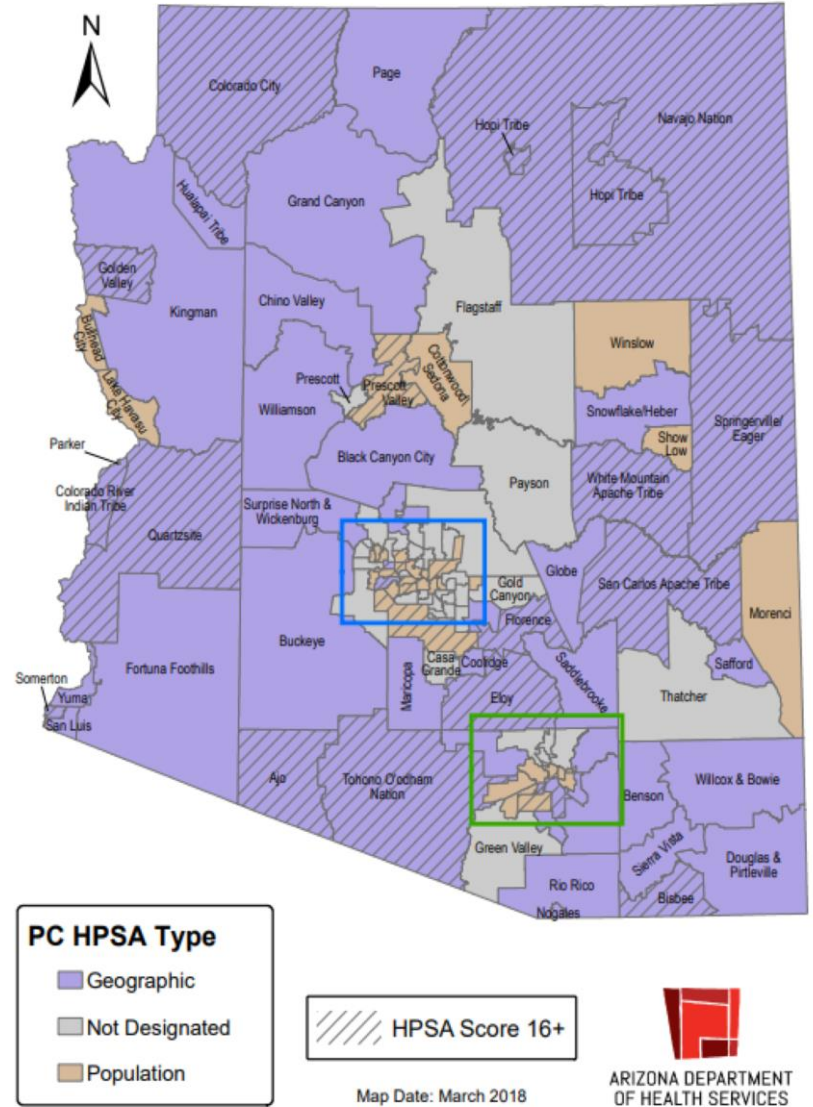 N
Page
Colorado City
Navajo Nation
Hopi Tribe
Hopi Tribe
Hualapai Tribe
Grand Canyon
Golden
Valley
Kingman
Chino Valley
Flagstaff
Bullhead
City
Winslow
Lake Havasu
City
Prescott
Prescott
Valley
Cottonwood\
Sedona
Williamson
Snowflake/Heber
Springerville/
Eager
Show
Low
Parker
Black Canyon City
Payson
White Mountain
Apache Tribe
Colorado River
Indian Tribe
Surprise North &
Wickenburg
Quartzsite
Globe
San Carlos Apache Tribe
Gold
Canyon
Morenci
Florence
Buckeye
Fortuna Foothills
Casa
Grande
Coolridge
Safford
Saddlebrooke
Somerton
Maricopa
Eloy
Thatcher
Yuma
San Luis
Ajo
Tohono O'odham
Nation
Benson
Willcox & Bowie
Green Valley
Sierra Vista
Douglas &
Pirtleville
Rio Rico
Bisbee
Nogales
PC HPSA Type
Geographic
Not Designated
Population
HPSA Score 16+
Map Date: March 2018
ARIZONA DEPARTMENT
OF HEALTH SERVICES